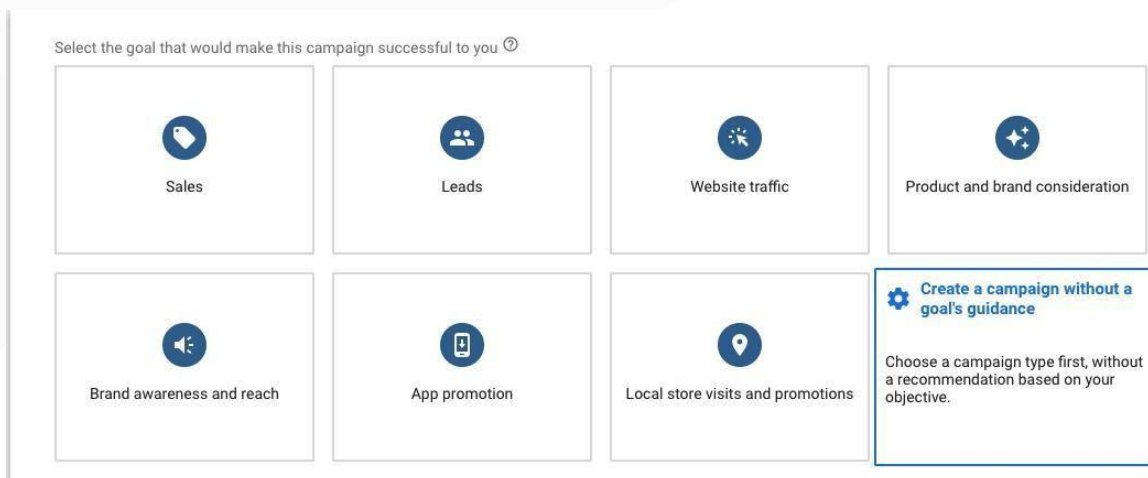 Select the goal that would make this campaign successful to you
Sales
Leads
Website traffic
Product and brand consideration
Brand awareness and reach
App promotion
Local store visits and promotions
Create a campaign without a
goal's guidance
Choose a campaign type first, without
a recommendation based on your
objective.